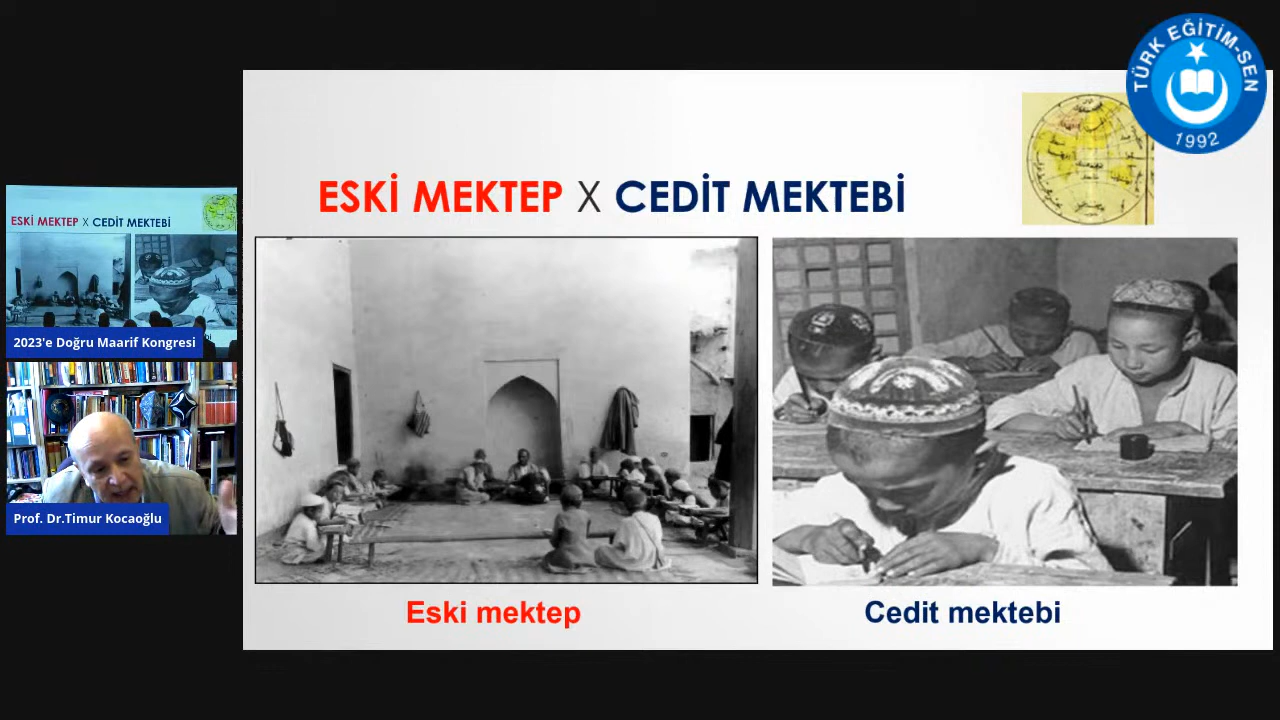 TÜRK EĞİTİM-SEN
1992
ESKİ MEKTEP X CEDİT MEKTEBİ
ESKİ MEKTEP X CEDİT MEKTEBİ
2023'e Doğru Maarif Kongresi
Prof. Dr.Timur Kocaoğlu
Eski mektep
Cedit mektebi